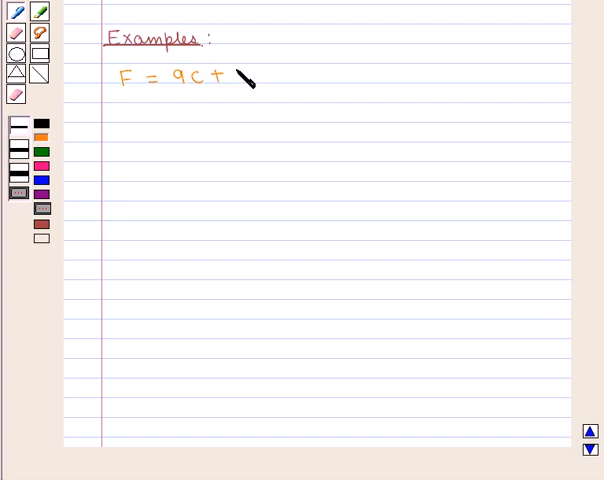 Examples :
F = 9C +